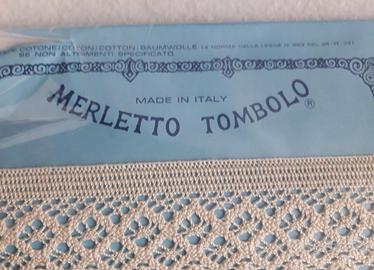 COTONE/COTON/COTTON/BAUMWOLLE
SE NON ALTRIMENTI SPECIFICATO
MADE IN ITALY
MERLETTO TOMBOLO ®